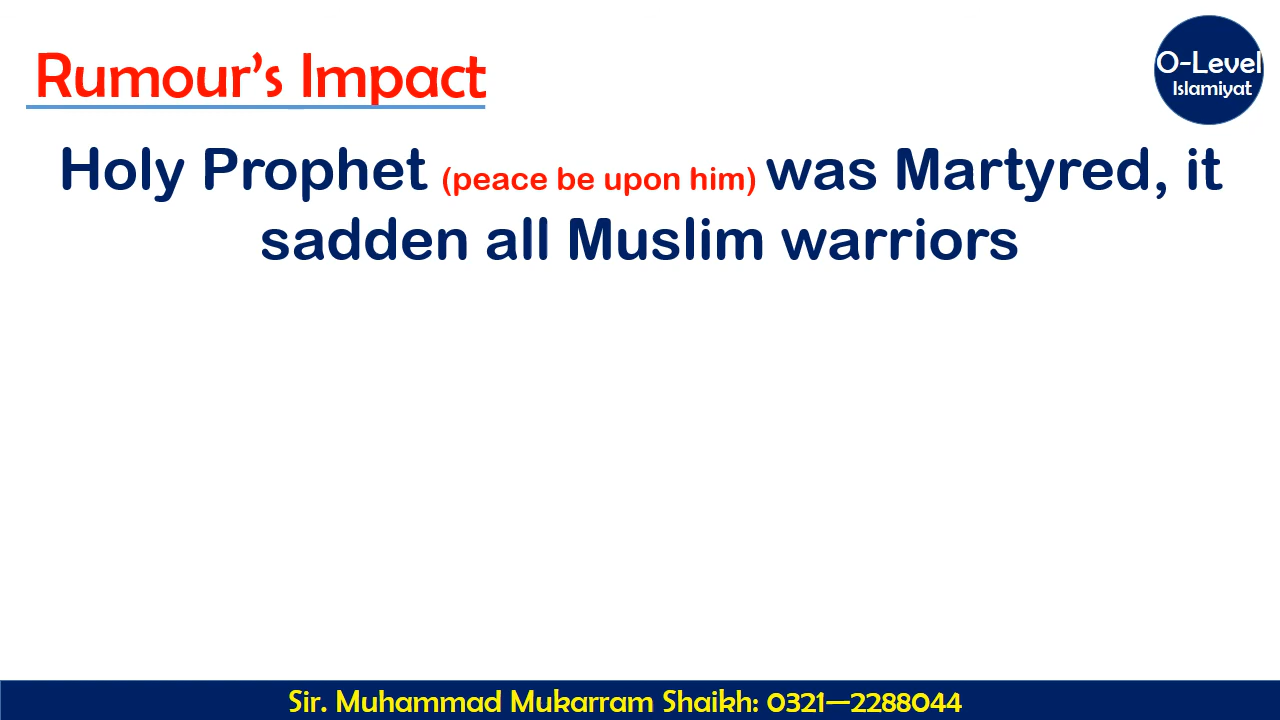 Rumour's Impact
O-Level
Islamiyat
Holy Prophet (peace be upon him) was Martyred, it
sadden all Muslim warriors
Sir. Muhammad Mukarram Shaikh: 0321—2288044